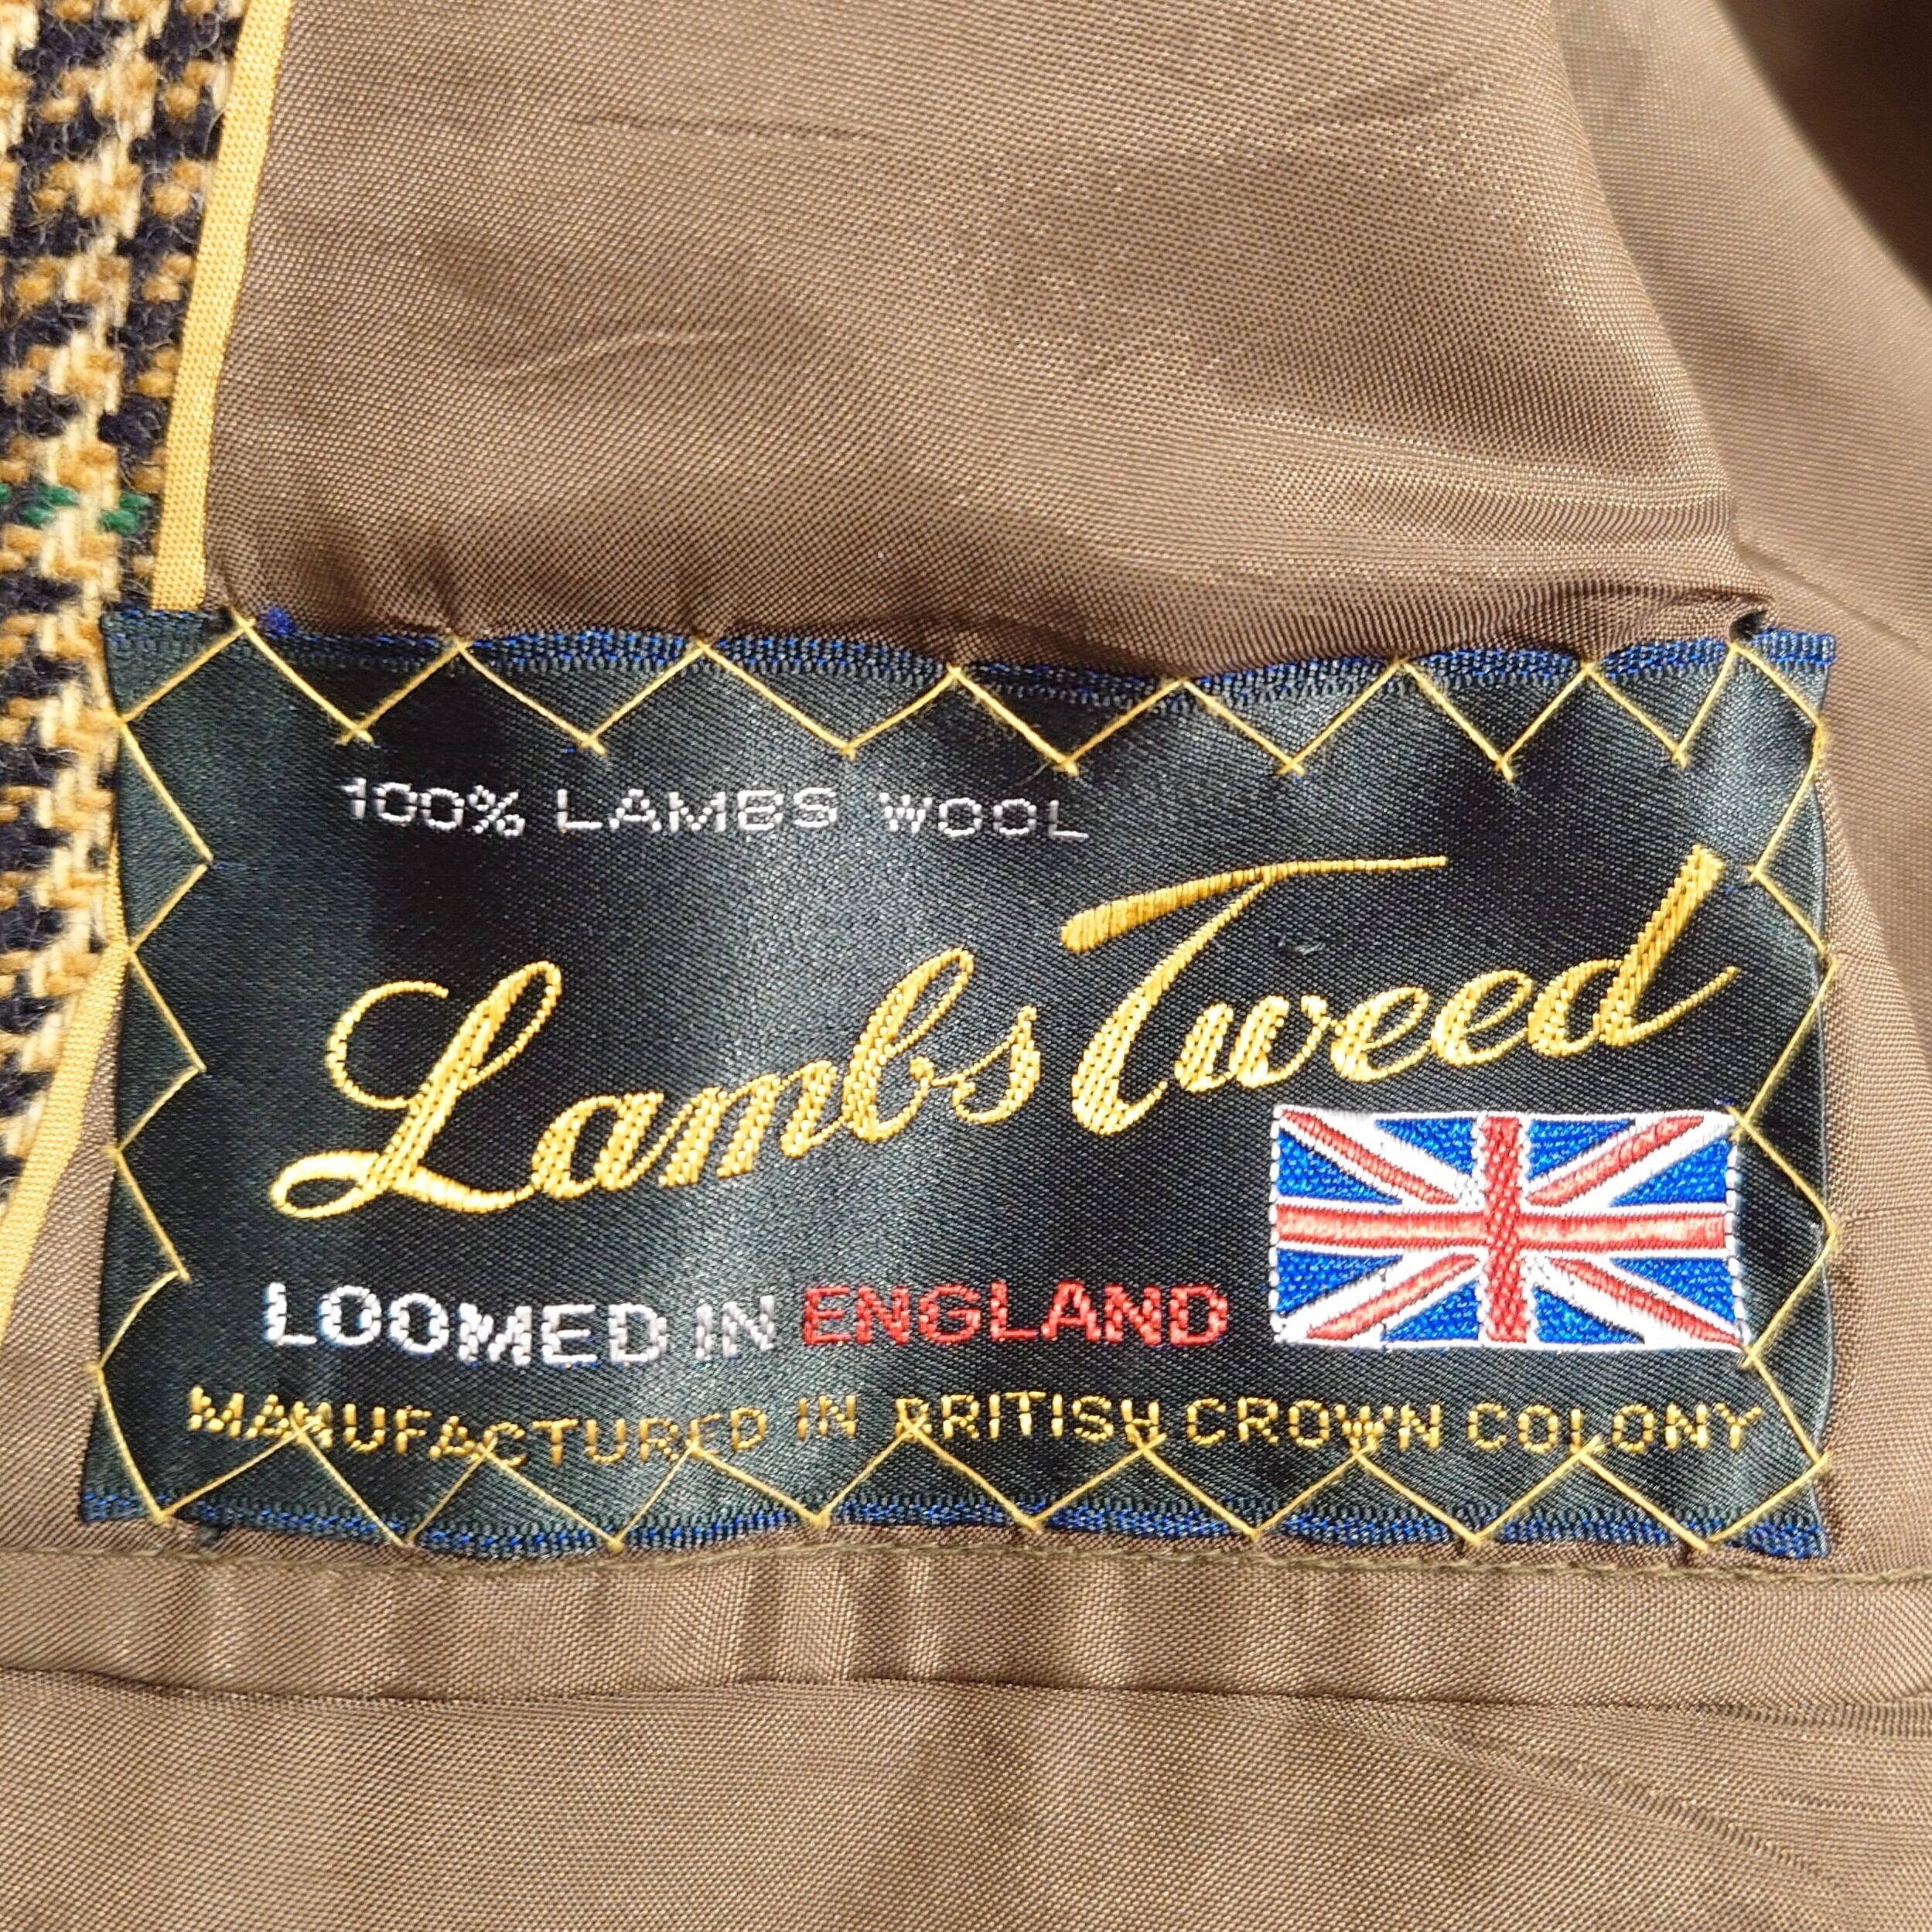 100% LAMBS WOOL
Lambs Tweed
LOOMED IN ENGLAND
MANUFACTURED IN BRITISH CROWN COLONY